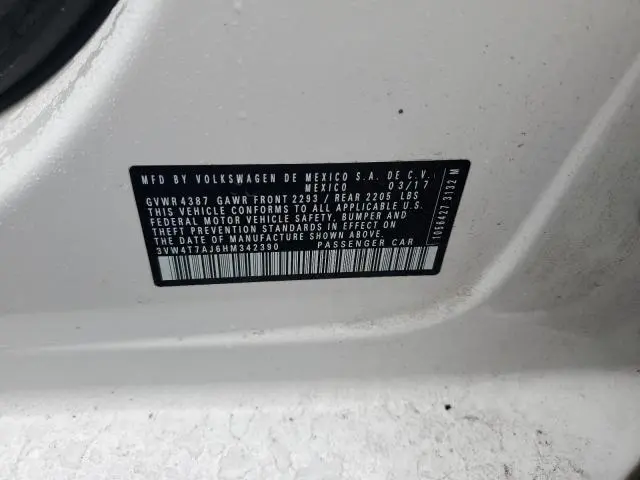 MFD BY VOLKSWAGEN DE MEXICO S.A. DE C.V.
MEXICO 03/17
GVWR 4387 GAWR FRONT 2293 / REAR 2205 LBS
THIS VEHICLE CONFORMS TO ALL APPLICABLE U.S.
FEDERAL MOTOR VEHICLE SAFETY, BUMPER, AND
THEFT PREVENTION STANDARDS IN EFFECT ON
THE DATE OF MANUFACTURE SHOWN ABOVE.
3VW4T7AJ6HM342390 PASSENGER CAR
1056427 3132 M